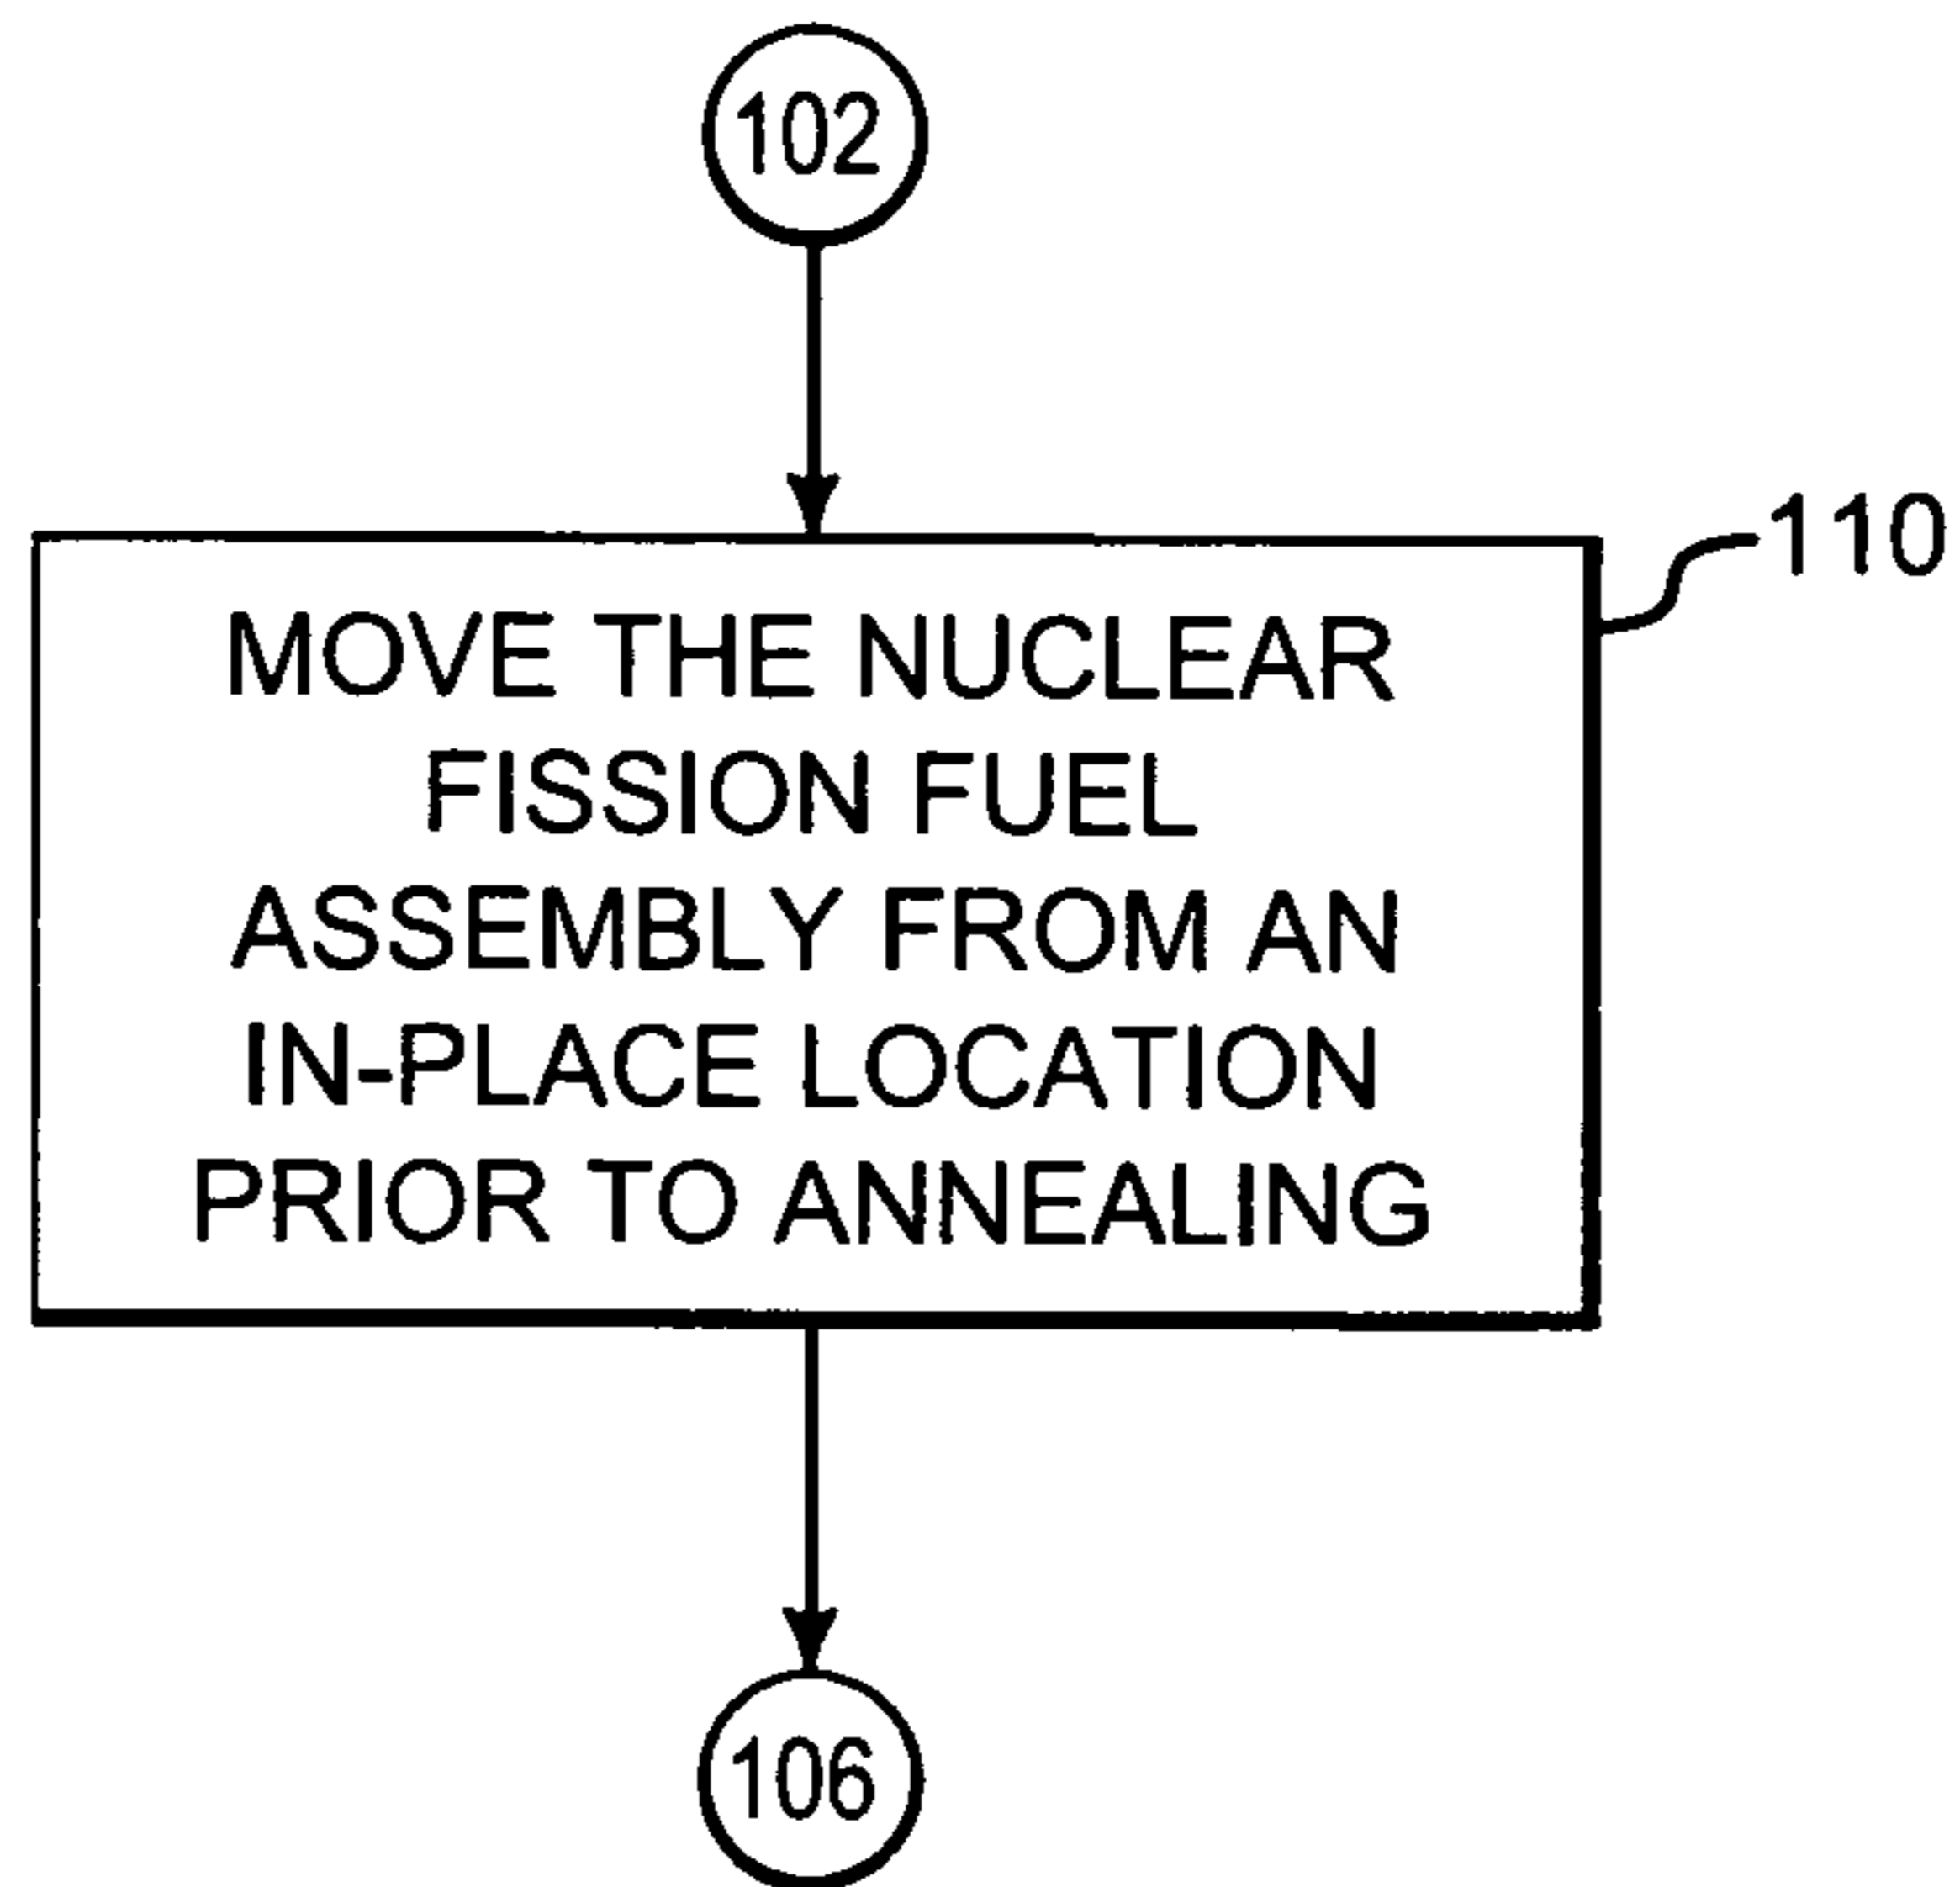 102
110
MOVE THE NUCLEAR
FISSION FUEL
ASSEMBLY FROM AN
IN-PLACE LOCATION
PRIOR TO ANNEALING
106